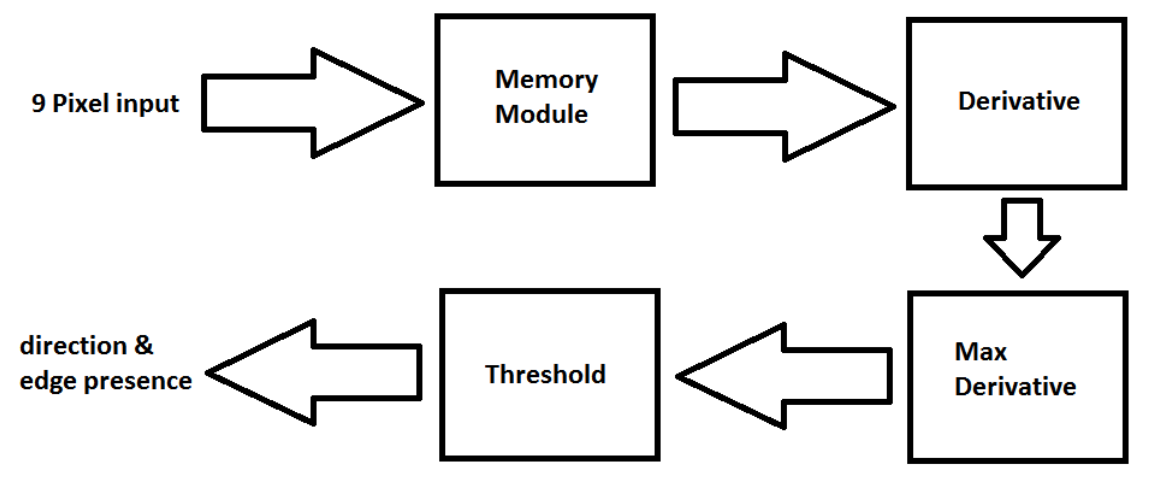 9 Pixel input
Memory
Module
Derivative
Max
Derivative
Threshold
direction &
edge presence